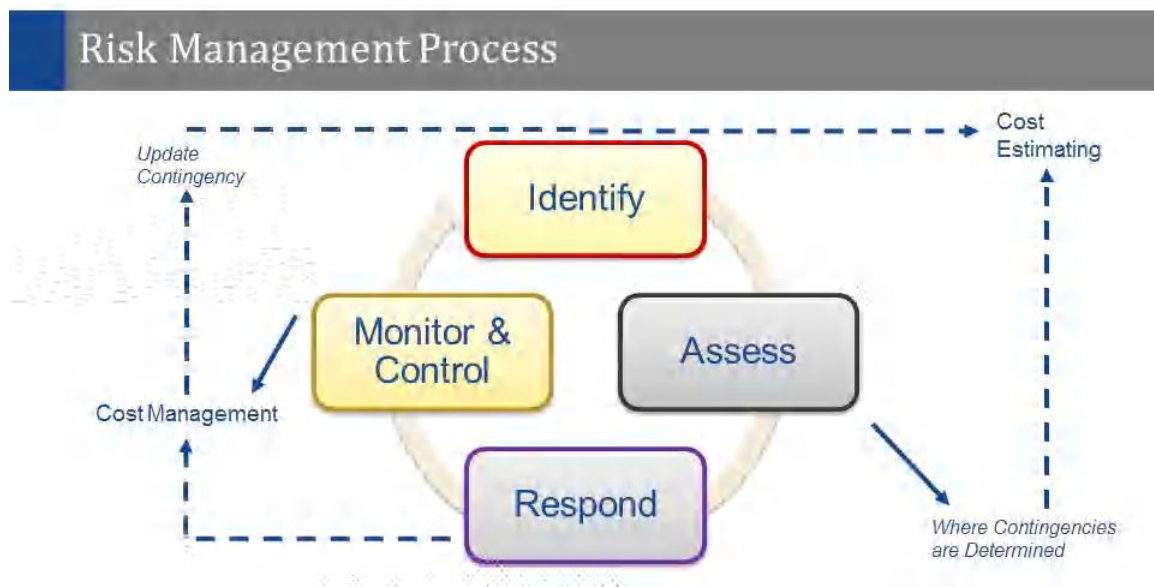 Risk Management Process
Cost
Estimating
Update
Contingency
Identify
Monitor &
Control
Assess
Cost Management
Respond
Where Contingencies
are Determined